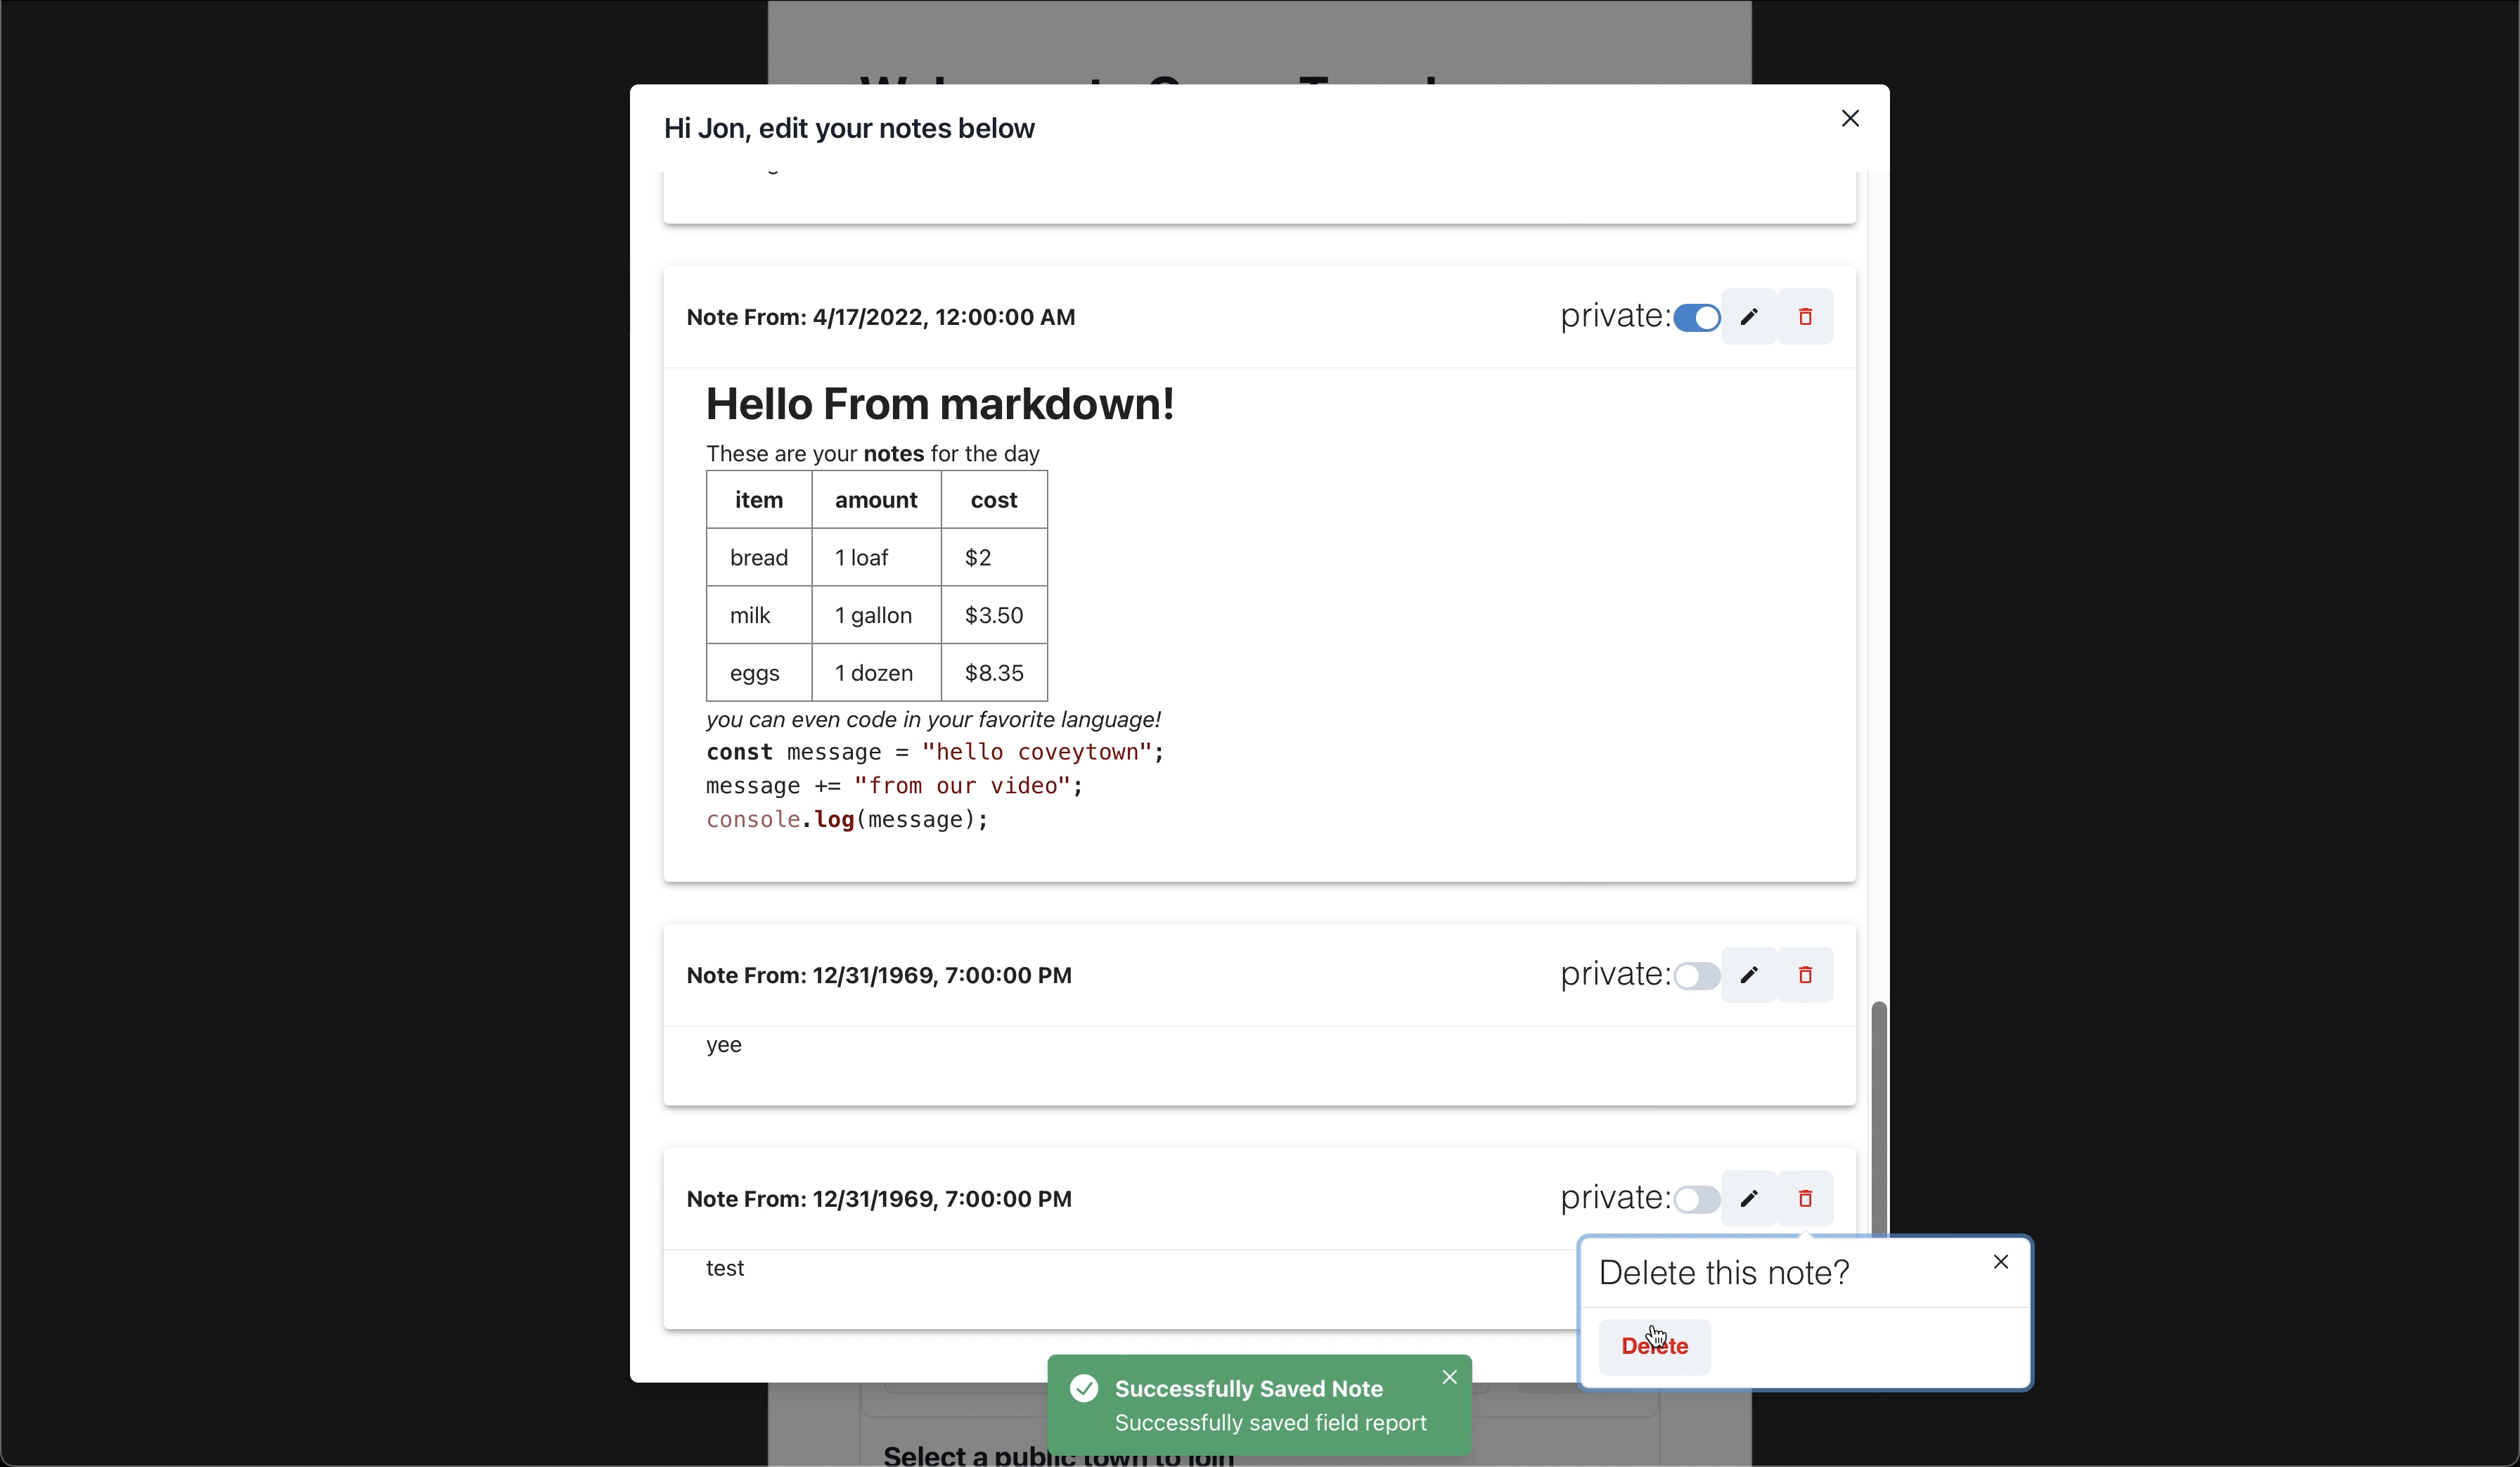 Hi Jon, edit your notes below
Note From: 4/17/2022, 12:00:00 AM
private:
Hello From markdown!
These are your notes for the day
item amount cost
bread 1 loaf $2
milk 1 gallon $3.50
eggs 1 dozen $8.35
you can even code in your favorite language!
const message = "hello coveytown";
message += "from our video";
console.log(message);
Note From: 12/31/1969, 7:00:00 PM
private:
yee
Note From: 12/31/1969, 7:00:00 PM
private:
test
Delete this note?
Delete
Successfully Saved Note
Successfully saved field report
Select a public town to join